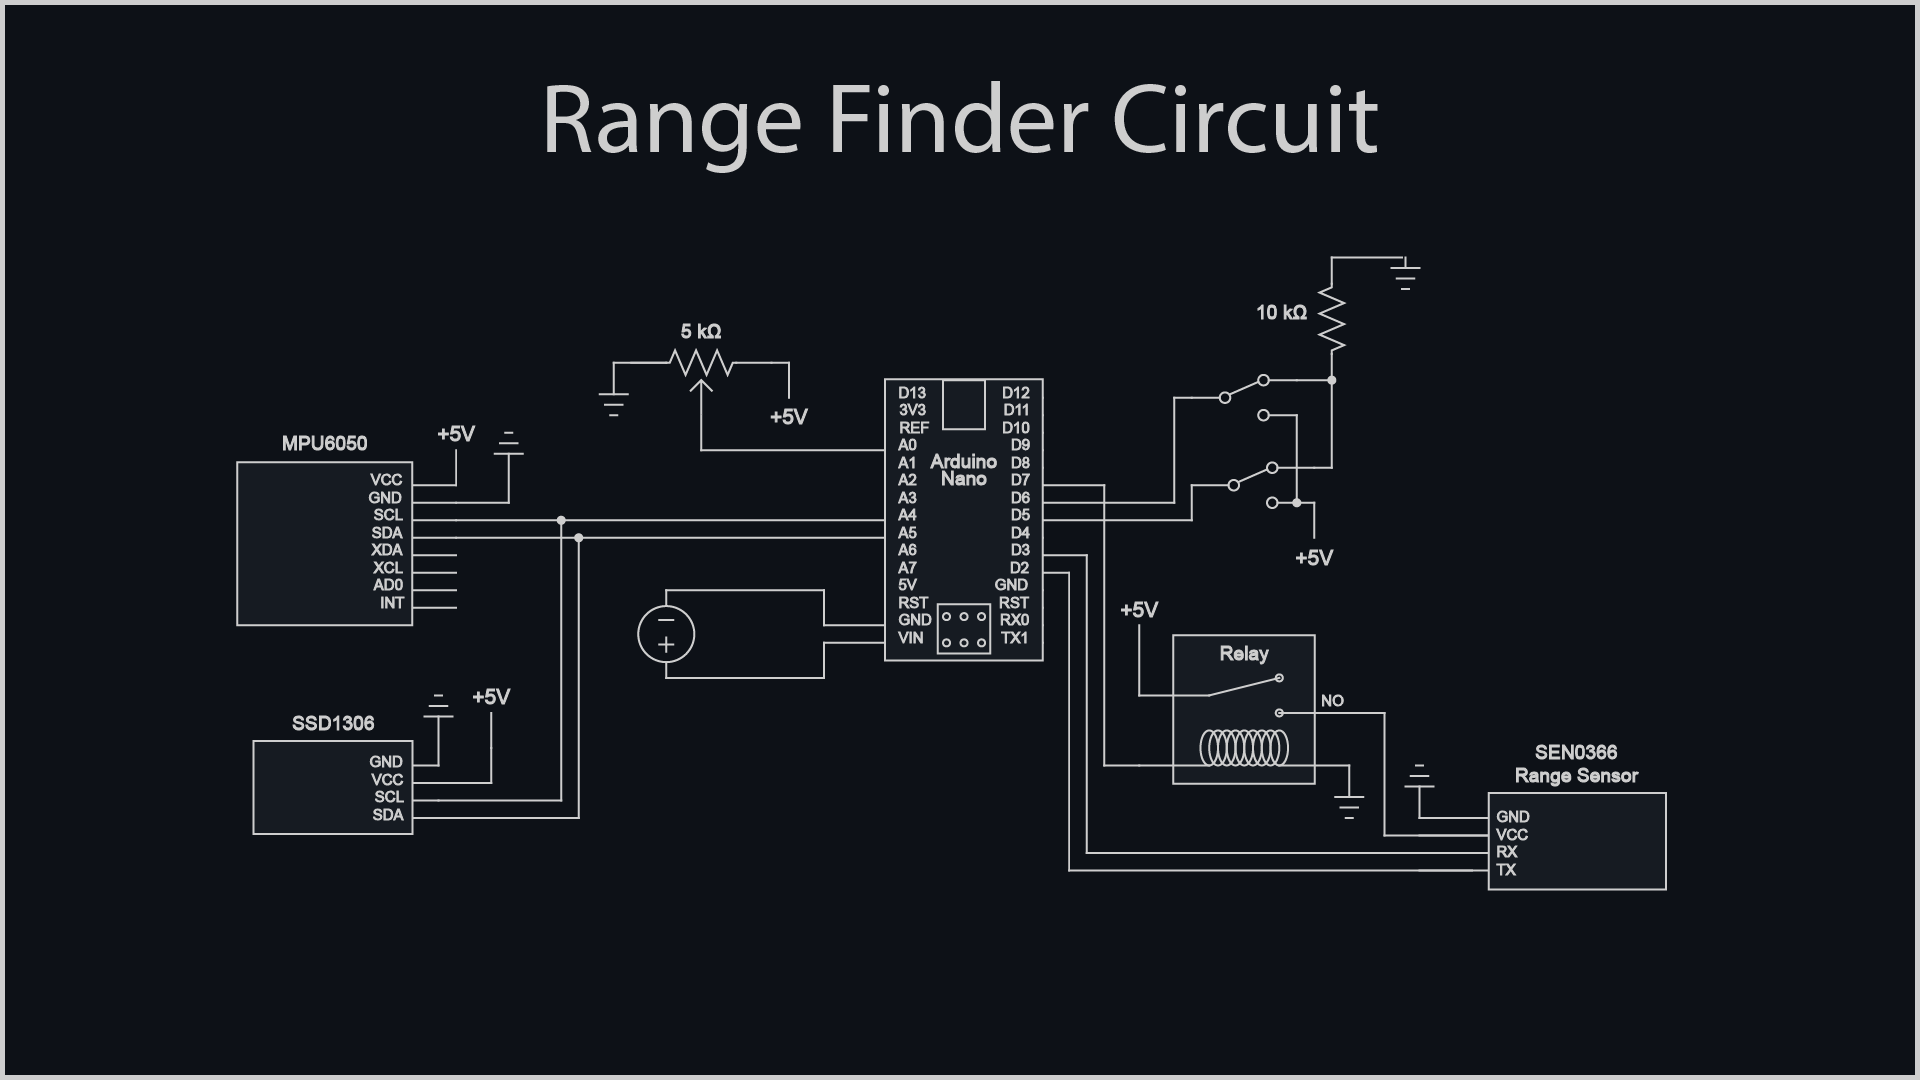 Range Finder Circuit
10 kΩ
5 kΩ
+5V
MPU6050
+5V
VCC
GND
SCL
SDA
XDA
XCL
AD0
INT
D13
3V3
REF
A0
A1
A2
A3
A4
A5
A6
A7
5V
RST
GND
VIN
Arduino
Nano
D12
D11
D10
D9
D8
D7
D6
D5
D4
D3
D2
GND
RST
RX0
TX1
+5V
−
+
+5V
Relay
NO
SSD1306
+5V
GND
VCC
SCL
SDA
SEN0366
Range Sensor
GND
VCC
RX
TX